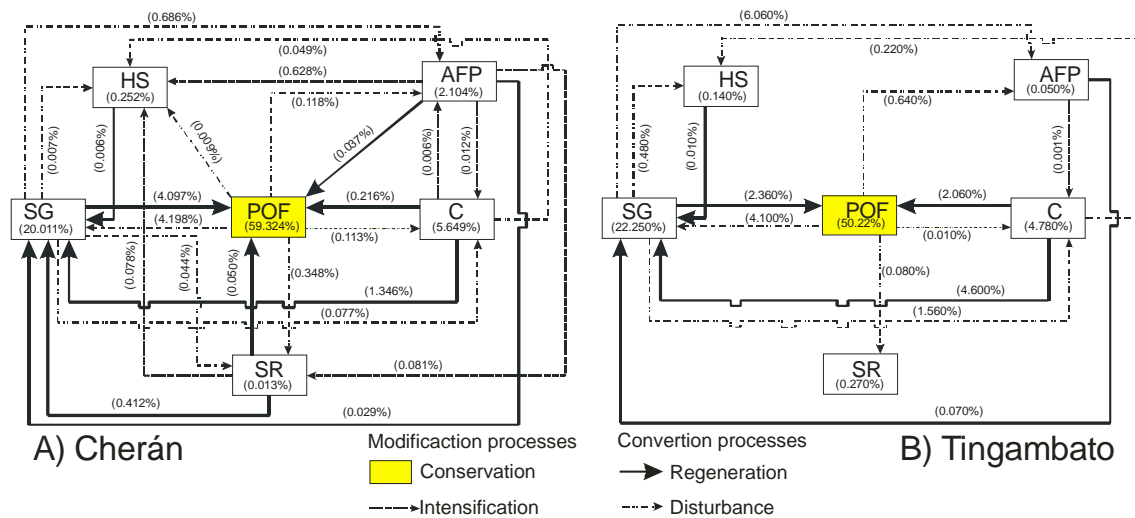 (0.686%)
(0.049%)
HS
(0.252%)
(0.628%)
AFP
(2.104%)
(0.118%)
(0.007%)
(0.006%)
(0.009%)
(0.037%)
(0.006%)
(0.012%)
(4.097%)
(0.216%)
SG
(20.011%)
POF
(59.324%)
C
(5.649%)
(4.198%)
(0.113%)
(0.078%)
(0.044%)
(0.050%)
(0.348%)
(1.346%)
(0.077%)
SR
(0.013%)
(0.081%)
(0.412%)
(0.029%)
A) Cherán
(6.060%)
(0.220%)
HS
(0.140%)
AFP
(0.050%)
(0.640%)
(0.480%)
(0.010%)
(0.001%)
(2.360%)
(2.060%)
SG
(22.250%)
POF
(50.22%)
C
(4.780%)
(4.100%)
(0.010%)
(0.080%)
(4.600%)
(1.560%)
SR
(0.270%)
(0.070%)
B) Tingambato
Modificaction processes
Conservation
Intensification
Convertion processes
Regeneration
Disturbance